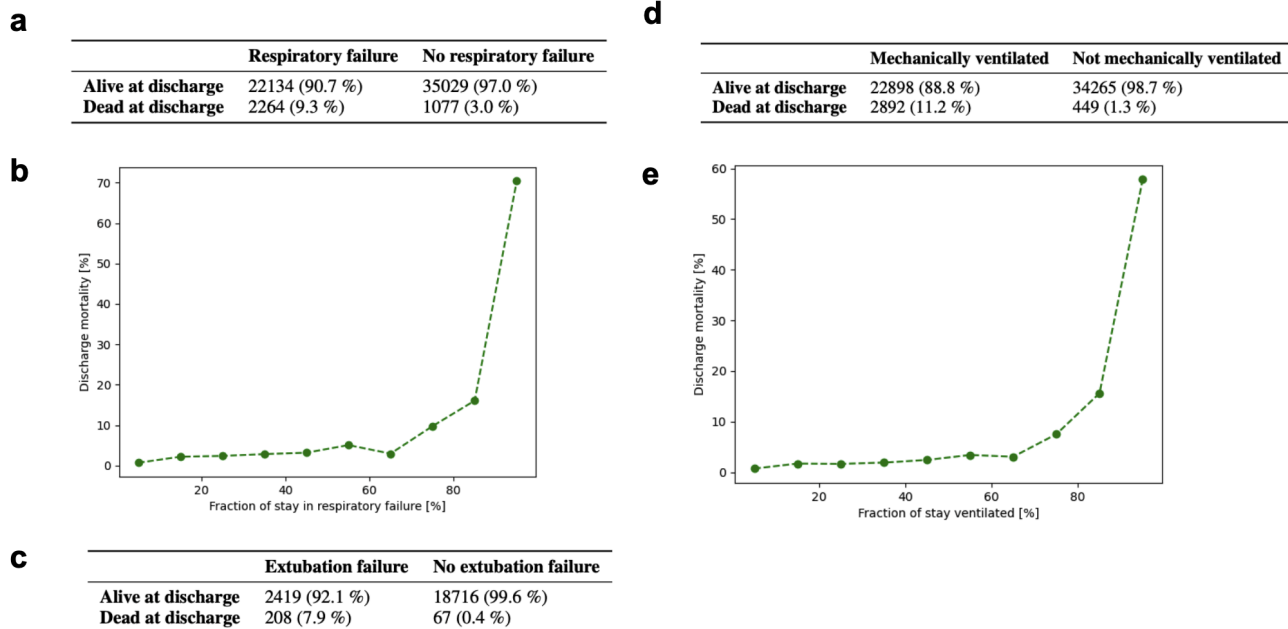 a
Respiratory failure No respiratory failure
Alive at discharge 22134 (90.7 %) 35029 (97.0 %)
Dead at discharge 2264 (9.3 %) 1077 (3.0 %)
b
70
60
50
40
30
20
10
0
Discharge mortality [%]
20 40 60 80
Fraction of stay in respiratory failure [%]
c
Extubation failure No extubation failure
Alive at discharge 2419 (92.1 %) 18716 (99.6 %)
Dead at discharge 208 (7.9 %) 67 (0.4 %)
d
Mechanically ventilated Not mechanically ventilated
Alive at discharge 22898 (88.8 %) 34265 (98.7 %)
Dead at discharge 2892 (11.2 %) 449 (1.3 %)
e
60
50
40
30
20
10
0
Discharge mortality [%]
20 40 60 80
Fraction of stay ventilated [%]